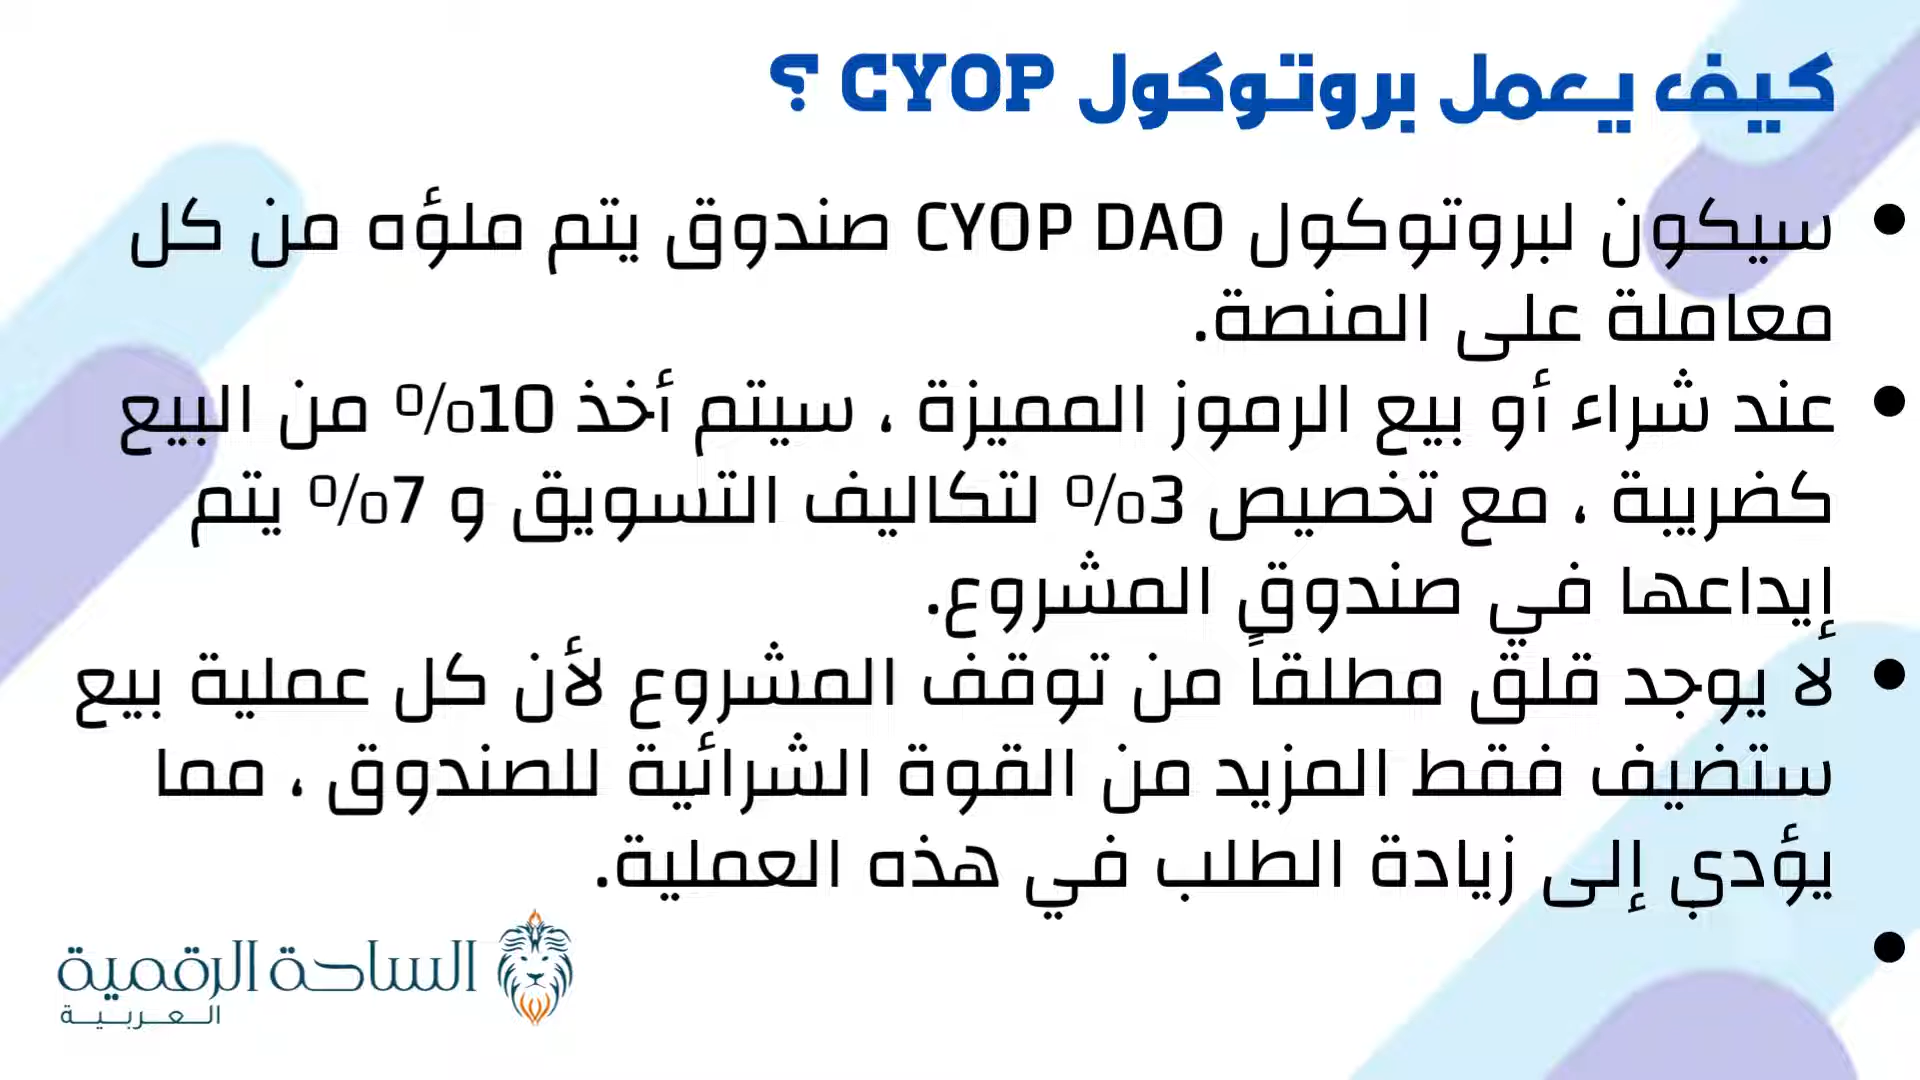 كيف يعمل بروتوكول CYOP ؟
• سيكون لبروتوكول CYOP DAO صندوق يتم ملؤه من كل
معاملة على المنصة.
• عند شراء أو بيع الرموز المميزة ، سيتم أخذ 10% من البيع
كضريبة ، مع تخصيص 3% لتكاليف التسويق و 7% يتم
إيداعها في صندوق المشروع.
• لا يوجد قلق مطلقاً من توقف المشروع لأن كل عملية بيع
ستضيف فقط المزيد من القوة الشرائية للصندوق ، مما
يؤدي إلى زيادة الطلب في هذه العملية.
•
الساحة الرقمية
العربية